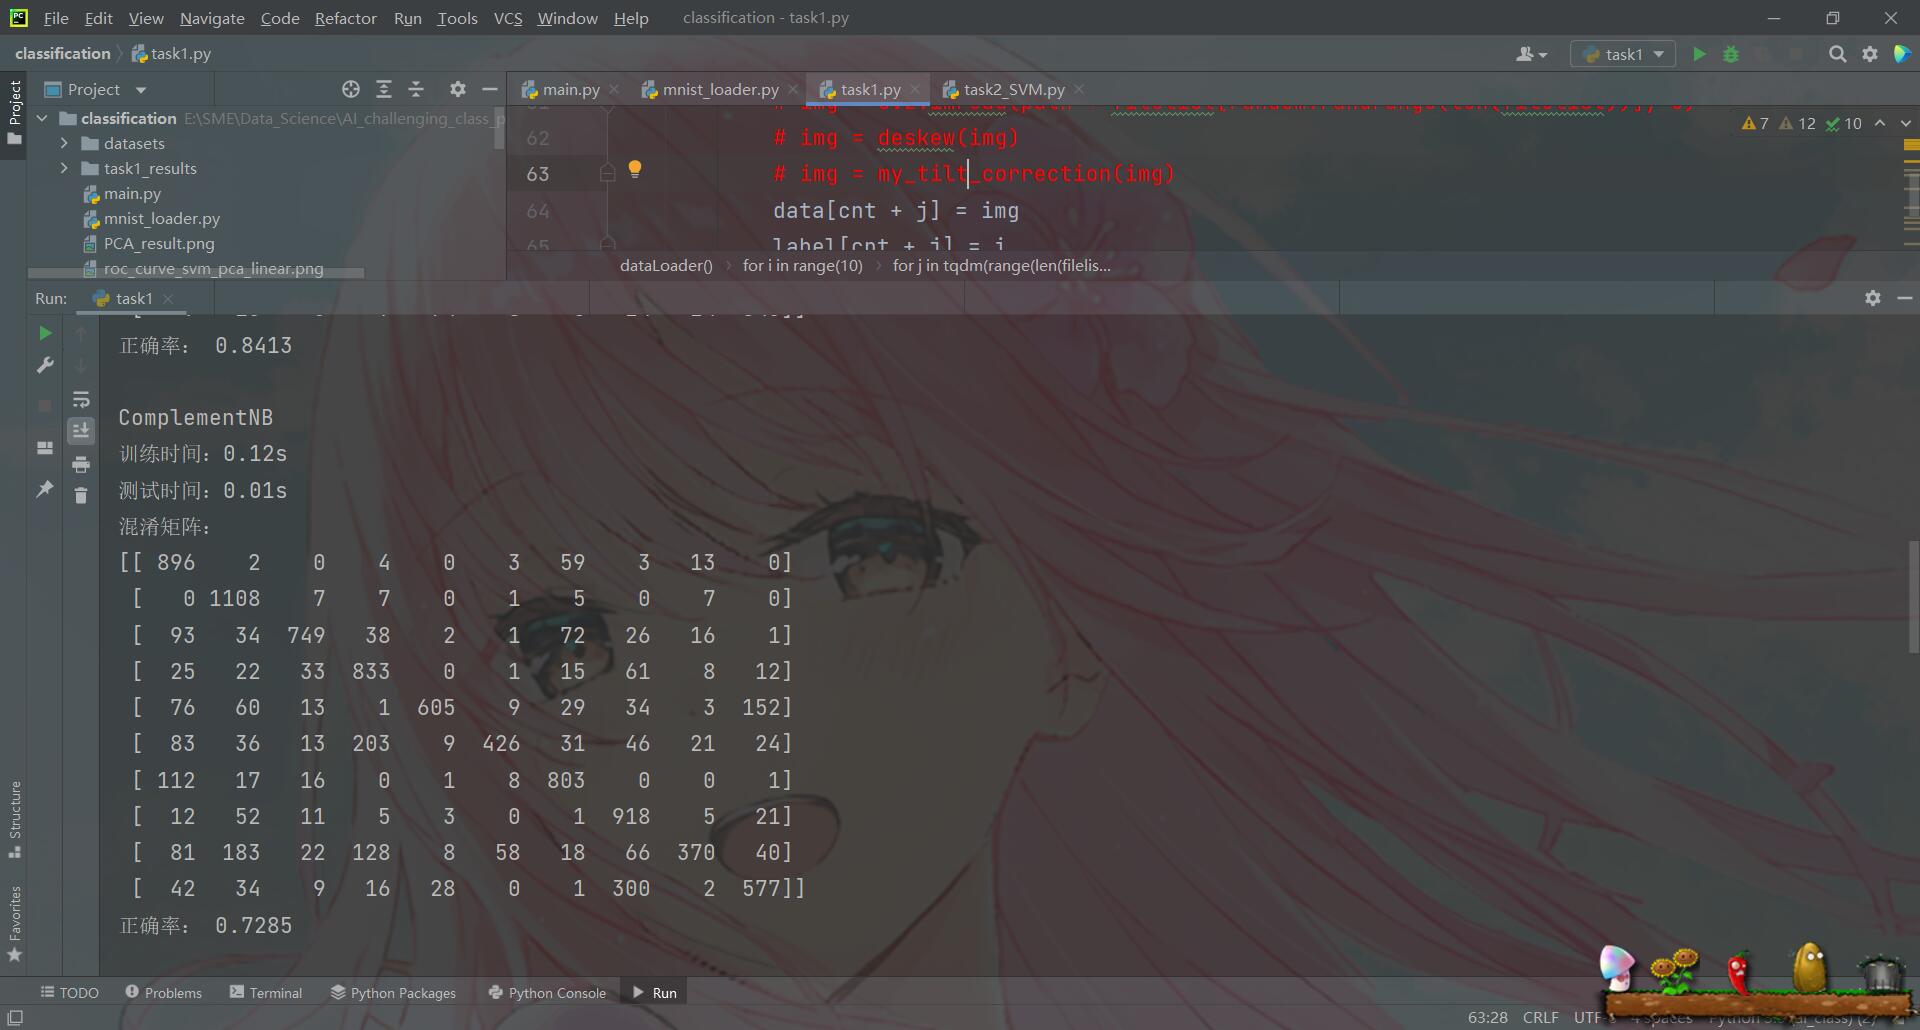 File Edit View Navigate Code Refactor Run Tools VCS Window Help classification - task1.py
classification task1.py task1
Project
Project
main.py mnist_loader.py task1.py task2_SVM.py
classification E:\SME\Data_Science\AI_challenging_class_p
datasets
task1_results
main.py
mnist_loader.py
PCA_result.png
roc_curve_svm_pca_linear.png
7 12 10
62 # img = deskew(img)
63 # img = my_tilt_correction(img)
64 data[cnt + j] = img
65 label[cnt + j] = i
dataLoader() for i in range(10) for j in tqdm(range(len(filelis...
Run: task1
正确率： 0.8413
ComplementNB
训练时间：0.12s
测试时间：0.01s
混淆矩阵：
[[ 896 2 0 4 0 3 59 3 13 0]
[ 0 1108 7 7 0 1 5 0 7 0]
[ 93 34 749 38 2 1 72 26 16 1]
[ 25 22 33 833 0 1 15 61 8 12]
[ 76 60 13 1 605 9 29 34 3 152]
[ 83 36 13 203 9 426 31 46 21 24]
[ 112 17 16 0 1 8 803 0 0 1]
[ 12 52 11 5 3 0 1 918 5 21]
[ 81 183 22 128 8 58 18 66 370 40]
[ 42 34 9 16 28 0 1 300 2 577]]
正确率： 0.7285
Structure
Favorites
TODO Problems Terminal Python Packages Python Console Run
63:28 CRLF